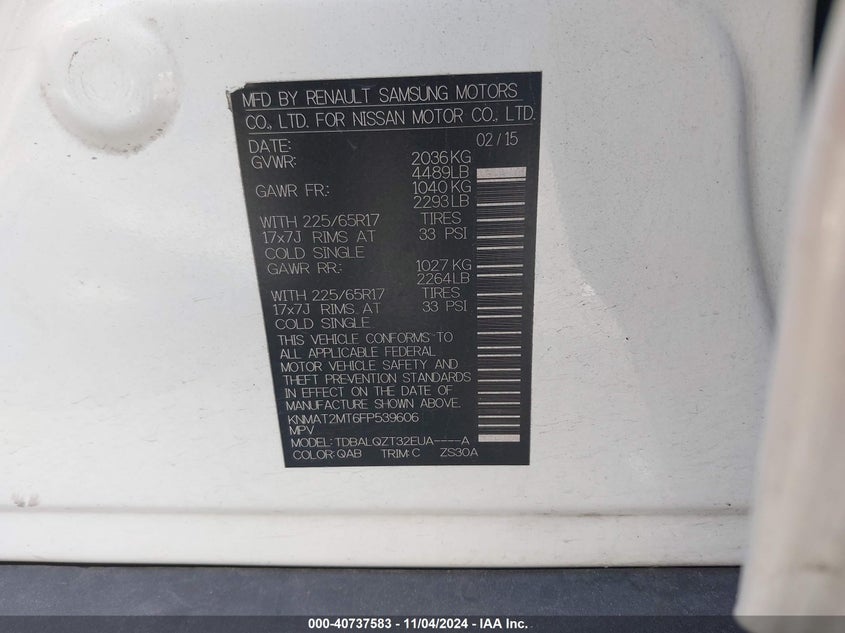 MFD BY RENAULT SAMSUNG MOTORS
CO., LTD. FOR NISSAN MOTOR CO., LTD.
DATE: 02/15
GVWR: 2036KG
4489LB
GAWR FR: 1040KG
2293LB
WITH 225/65R17 TIRES
17x7J RIMS AT 33 PSI
COLD SINGLE
GAWR RR: 1027KG
2264LB
WITH 225/65R17 TIRES
17x7J RIMS AT 33 PSI
COLD SINGLE
THIS VEHICLE CONFORMS TO
ALL APPLICABLE FEDERAL
MOTOR VEHICLE SAFETY AND
THEFT PREVENTION STANDARDS
IN EFFECT ON THE DATE OF
MANUFACTURE SHOWN ABOVE.
KNMAT2MT6FP539606
MPV
MODEL: TDBALQZT32EUA----A
COLOR: QAB TRIM: C ZS30A
000-40737583 - 11/04/2024 - IAA Inc.